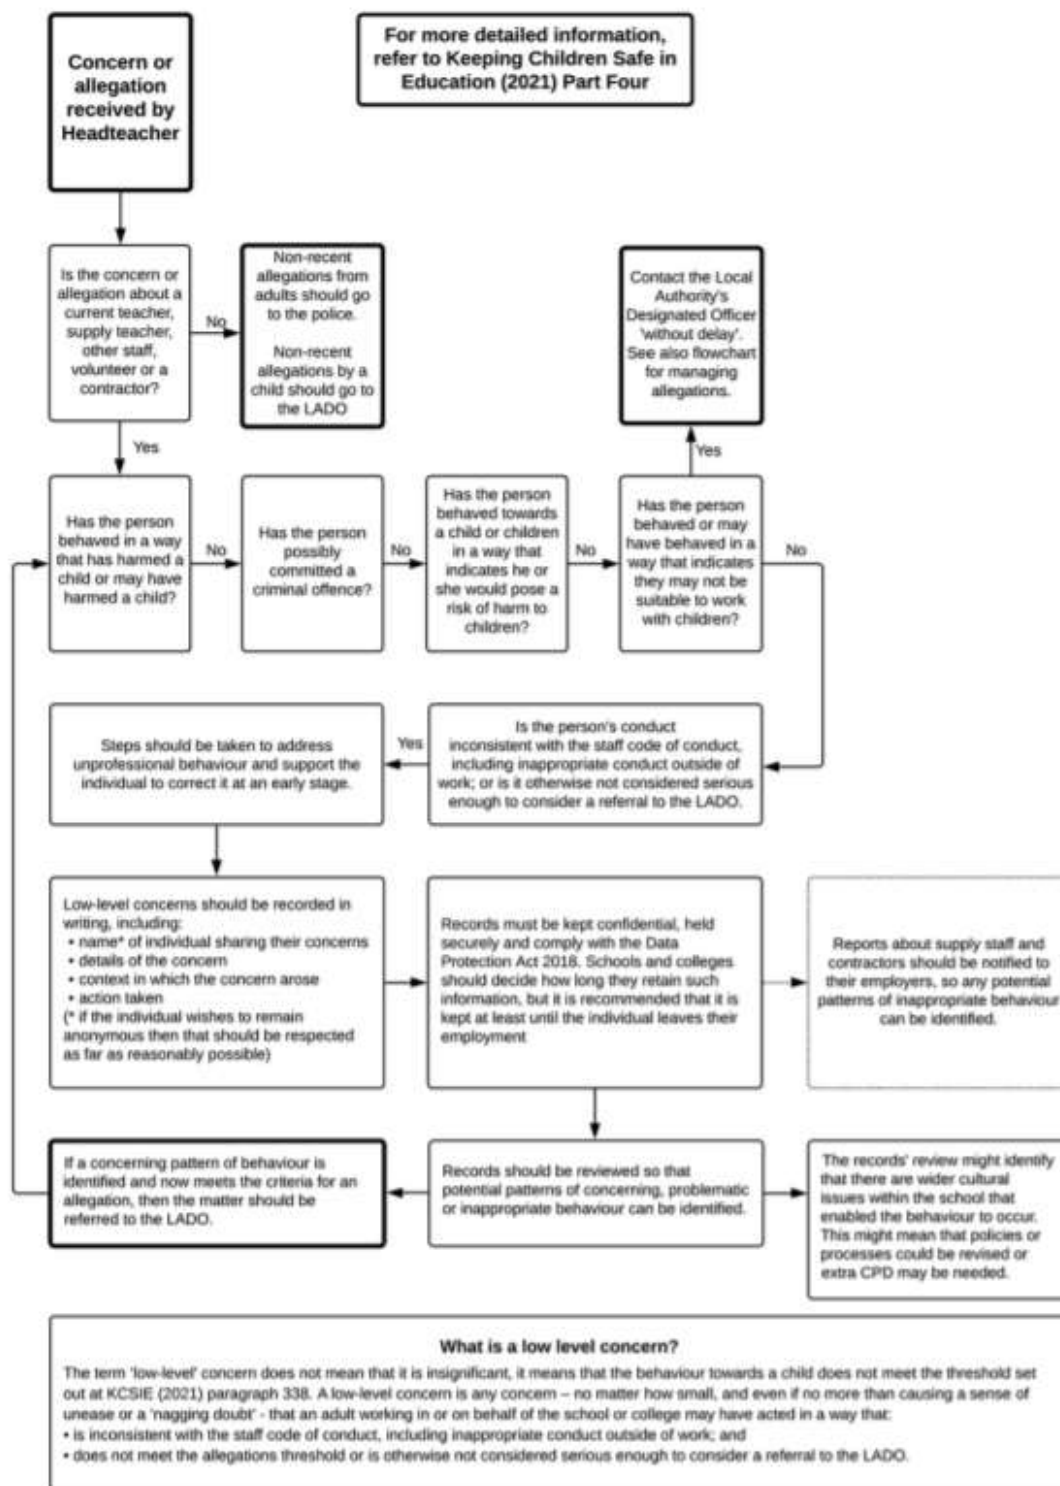 Concern or
allegation
received by
Headteacher
For more detailed information,
refer to Keeping Children Safe in
Education (2021) Part Four
Is the concern or
allegation about a
current teacher,
supply teacher,
other staff,
volunteer or a
contractor?
No
Non-recent
allegations from
adults should go
to the police.
Non-recent
allegations by a
child should go to
the LADO
Contact the Local
Authority's
Designated Officer
'without delay'.
See also flowchart
for managing
allegations.
Yes
Yes
Has the person
behaved in a way
that has harmed a
child or may have
harmed a child?
No
Has the person
possibly
committed a
criminal offence?
No
Has the person
behaved towards
a child or children
in a way that
indicates he or
she would pose a
risk of harm to
children?
No
Has the person
behaved or may
have behaved in a
way that indicates
they may not be
suitable to work
with children?
No
Steps should be taken to address
unprofessional behaviour and support the
individual to correct it at an early stage.
Yes
Is the person's conduct
inconsistent with the staff code of conduct,
including inappropriate conduct outside of
work; or is it otherwise not considered serious
enough to consider a referral to the LADO.
Low-level concerns should be recorded in
writing, including:
• name* of individual sharing their concerns
• details of the concern
• context in which the concern arose
• action taken
(* if the individual wishes to remain
anonymous then that should be respected
as far as reasonably possible)
Records must be kept confidential, held
securely and comply with the Data
Protection Act 2018. Schools and colleges
should decide how long they retain such
information, but it is recommended that it is
kept at least until the individual leaves their
employment
Reports about supply staff and
contractors should be notified to
their employers, so any potential
patterns of inappropriate behaviour
can be identified.
If a concerning pattern of behaviour is
identified and now meets the criteria for an
allegation, then the matter should be
referred to the LADO.
Records should be reviewed so that
potential patterns of concerning, problematic
or inappropriate behaviour can be identified.
The records' review might identify
that there are wider cultural
issues within the school that
enabled the behaviour to occur.
This might mean that policies or
processes could be revised or
extra CPD may be needed.
What is a low level concern?
The term 'low-level' concern does not mean that it is insignificant, it means that the behaviour towards a child does not meet the threshold set
out at KCSIE (2021) paragraph 338. A low-level concern is any concern – no matter how small, and even if no more than causing a sense of
unease or a 'nagging doubt' - that an adult working in or on behalf of the school or college may have acted in a way that:
• is inconsistent with the staff code of conduct, including inappropriate conduct outside of work; and
• does not meet the allegations threshold or is otherwise not considered serious enough to consider a referral to the LADO.